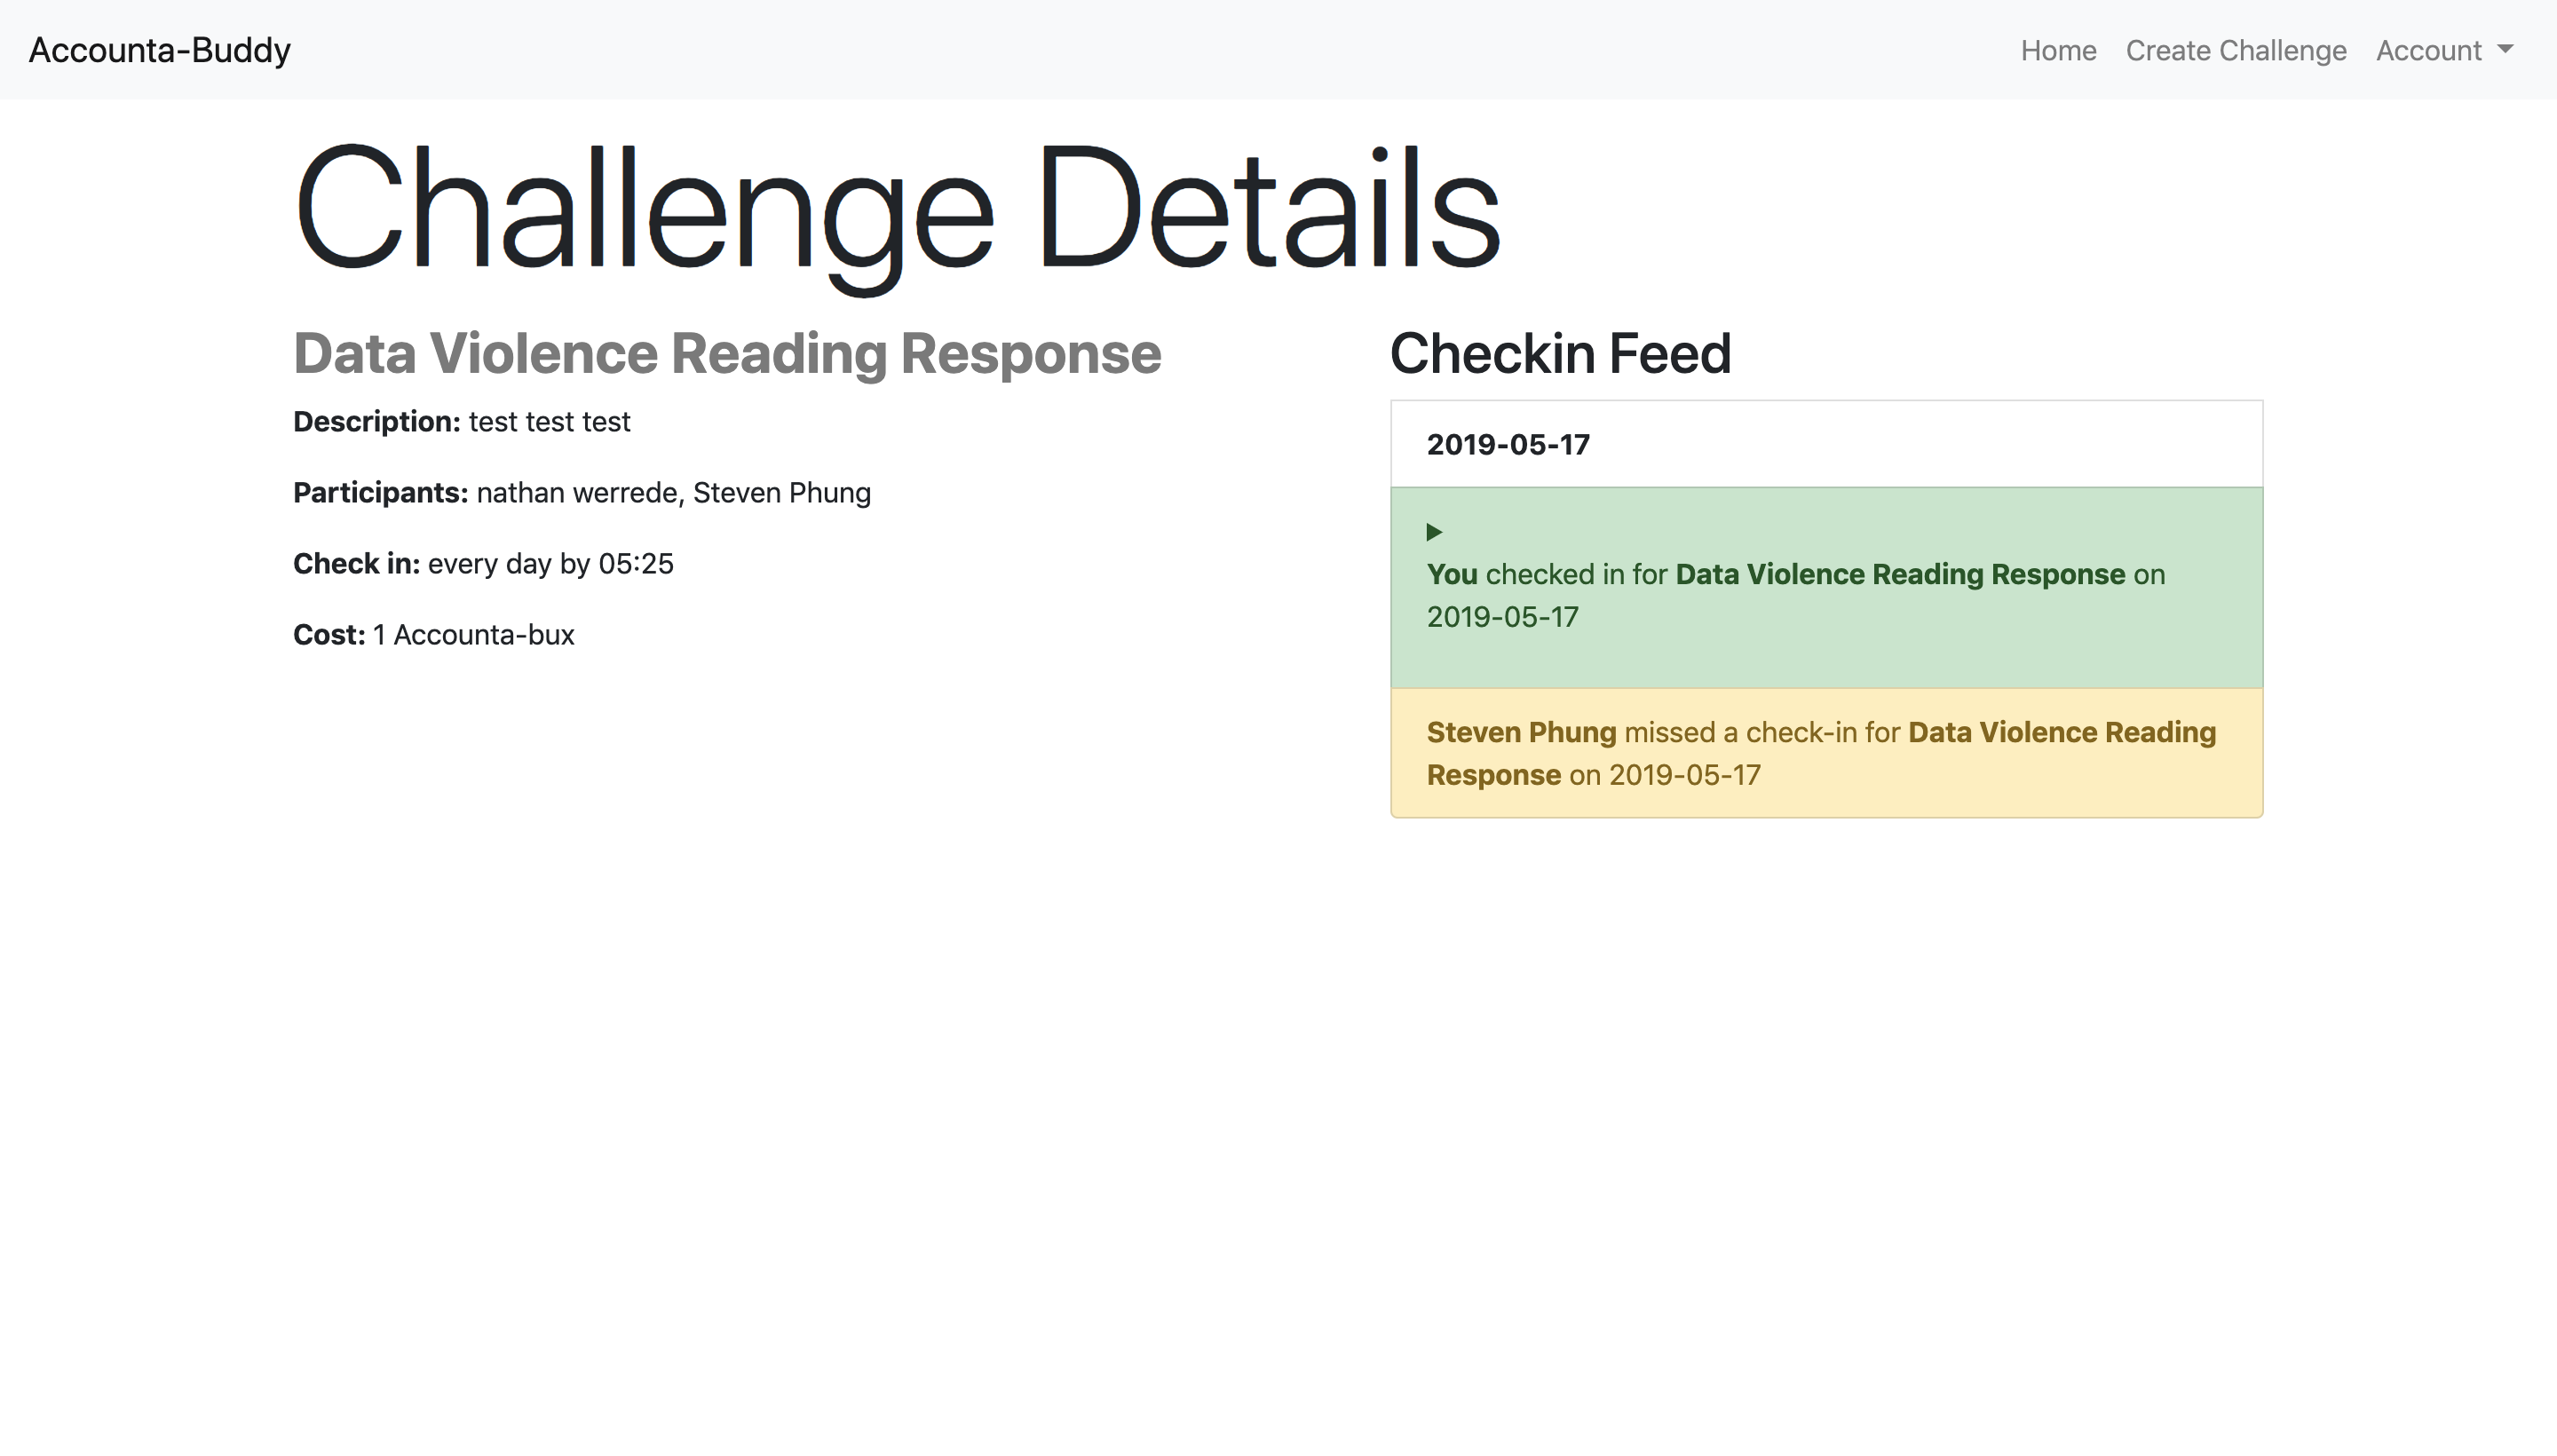 Accounta-Buddy
Home Create Challenge Account
Challenge Details
Data Violence Reading Response
Description: test test test
Participants: nathan werrede, Steven Phung
Check in: every day by 05:25
Cost: 1 Accounta-bux
Checkin Feed
2019-05-17
You checked in for Data Violence Reading Response on
2019-05-17
Steven Phung missed a check-in for Data Violence Reading
Response on 2019-05-17